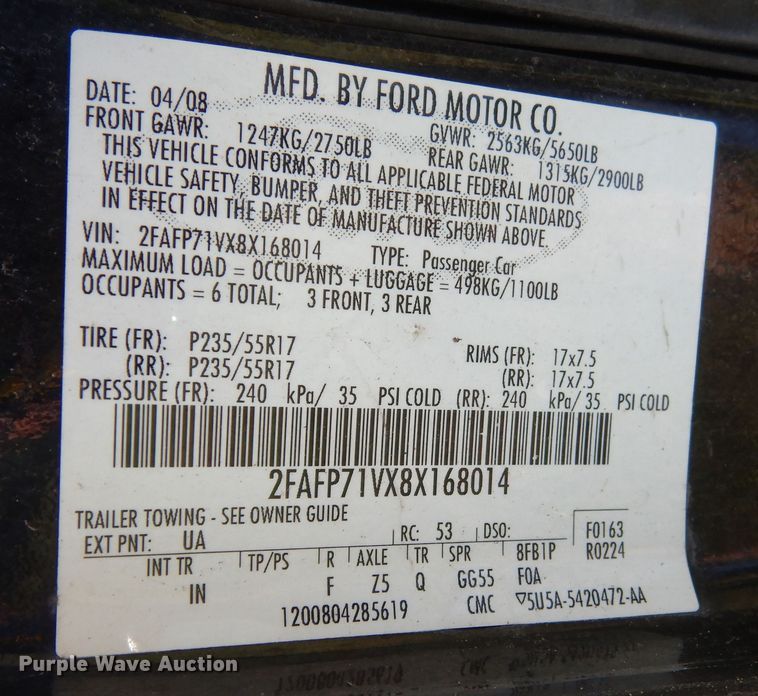 MFD. BY FORD MOTOR CO.
DATE: 04/08 GVWR: 2563KG/5650LB
FRONT GAWR: 1247KG/2750LB REAR GAWR: 1315KG/2900LB
THIS VEHICLE CONFORMS TO ALL APPLICABLE FEDERAL MOTOR
VEHICLE SAFETY, BUMPER, AND THEFT PREVENTION STANDARDS
IN EFFECT ON THE DATE OF MANUFACTURE SHOWN ABOVE.
VIN: 2FAFP71VX8X168014 TYPE: Passenger Car
MAXIMUM LOAD = OCCUPANTS + LUGGAGE = 498KG/1100LB
OCCUPANTS = 6 TOTAL; 3 FRONT, 3 REAR
TIRE (FR): P235/55R17 RIMS (FR): 17x7.5
(RR): P235/55R17 (RR): 17x7.5
PRESSURE (FR): 240 kPa/ 35 PSI COLD (RR): 240 kPa/ 35 PSI COLD
2FAFP71VX8X168014
TRAILER TOWING - SEE OWNER GUIDE
EXT PNT: UA RC: 53 DSO: F0163
INT TR TP/PS R AXLE TR SPR 8FB1P R0224
IN F Z5 Q GG55 F0A
1200804285619 CMC ▽5U5A-5420472-AA
Purple Wave Auction